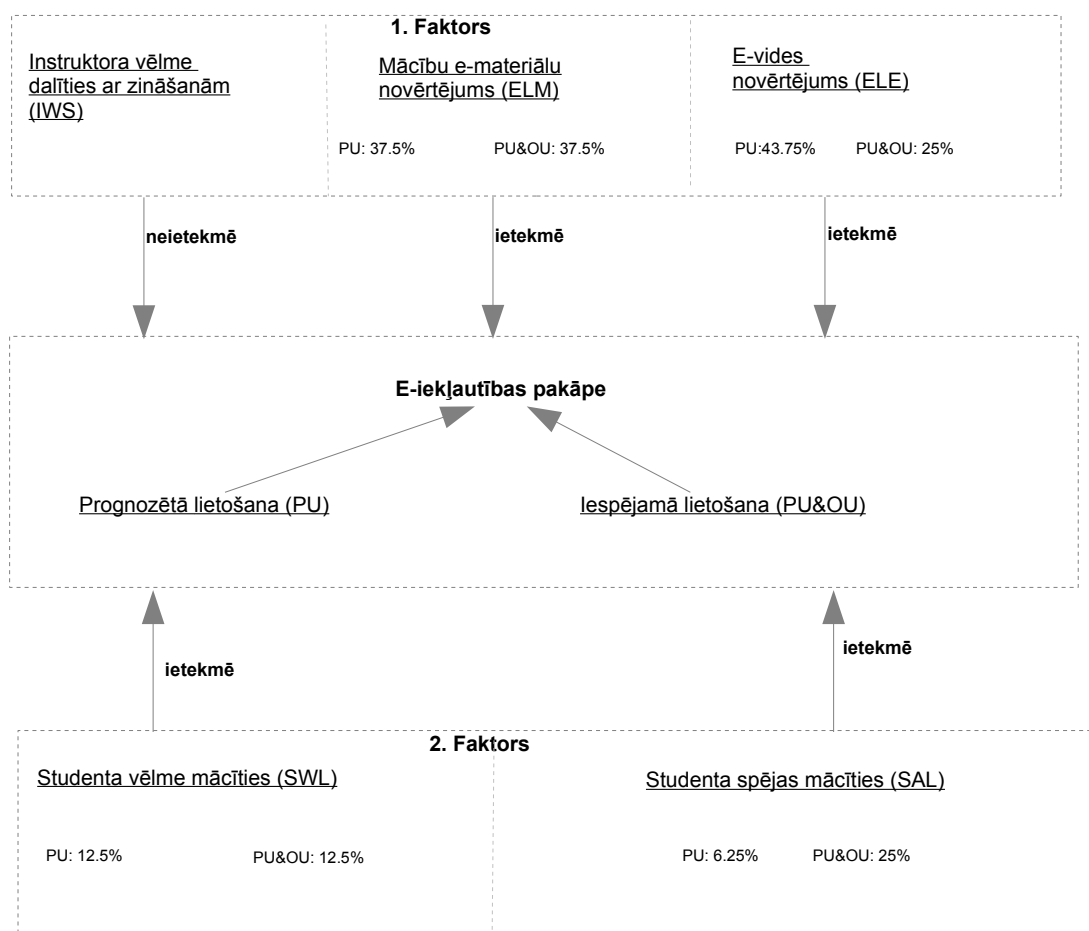 1. Faktors
Instruktora vēlme
dalīties ar zināšanām
(IWS)
Mācību e-materiālu
novērtējums (ELM)
PU: 37.5%
PU&OU: 37.5%
E-vides
novērtējums (ELE)
PU:43.75%
PU&OU: 25%
neietekmē
ietekmē
ietekmē
E-iekļautības pakāpe
Prognozētā lietošana (PU)
Iespējamā lietošana (PU&OU)
ietekmē
ietekmē
2. Faktors
Studenta vēlme mācīties (SWL)
PU: 12.5%
PU&OU: 12.5%
Studenta spējas mācīties (SAL)
PU: 6.25%
PU&OU: 25%